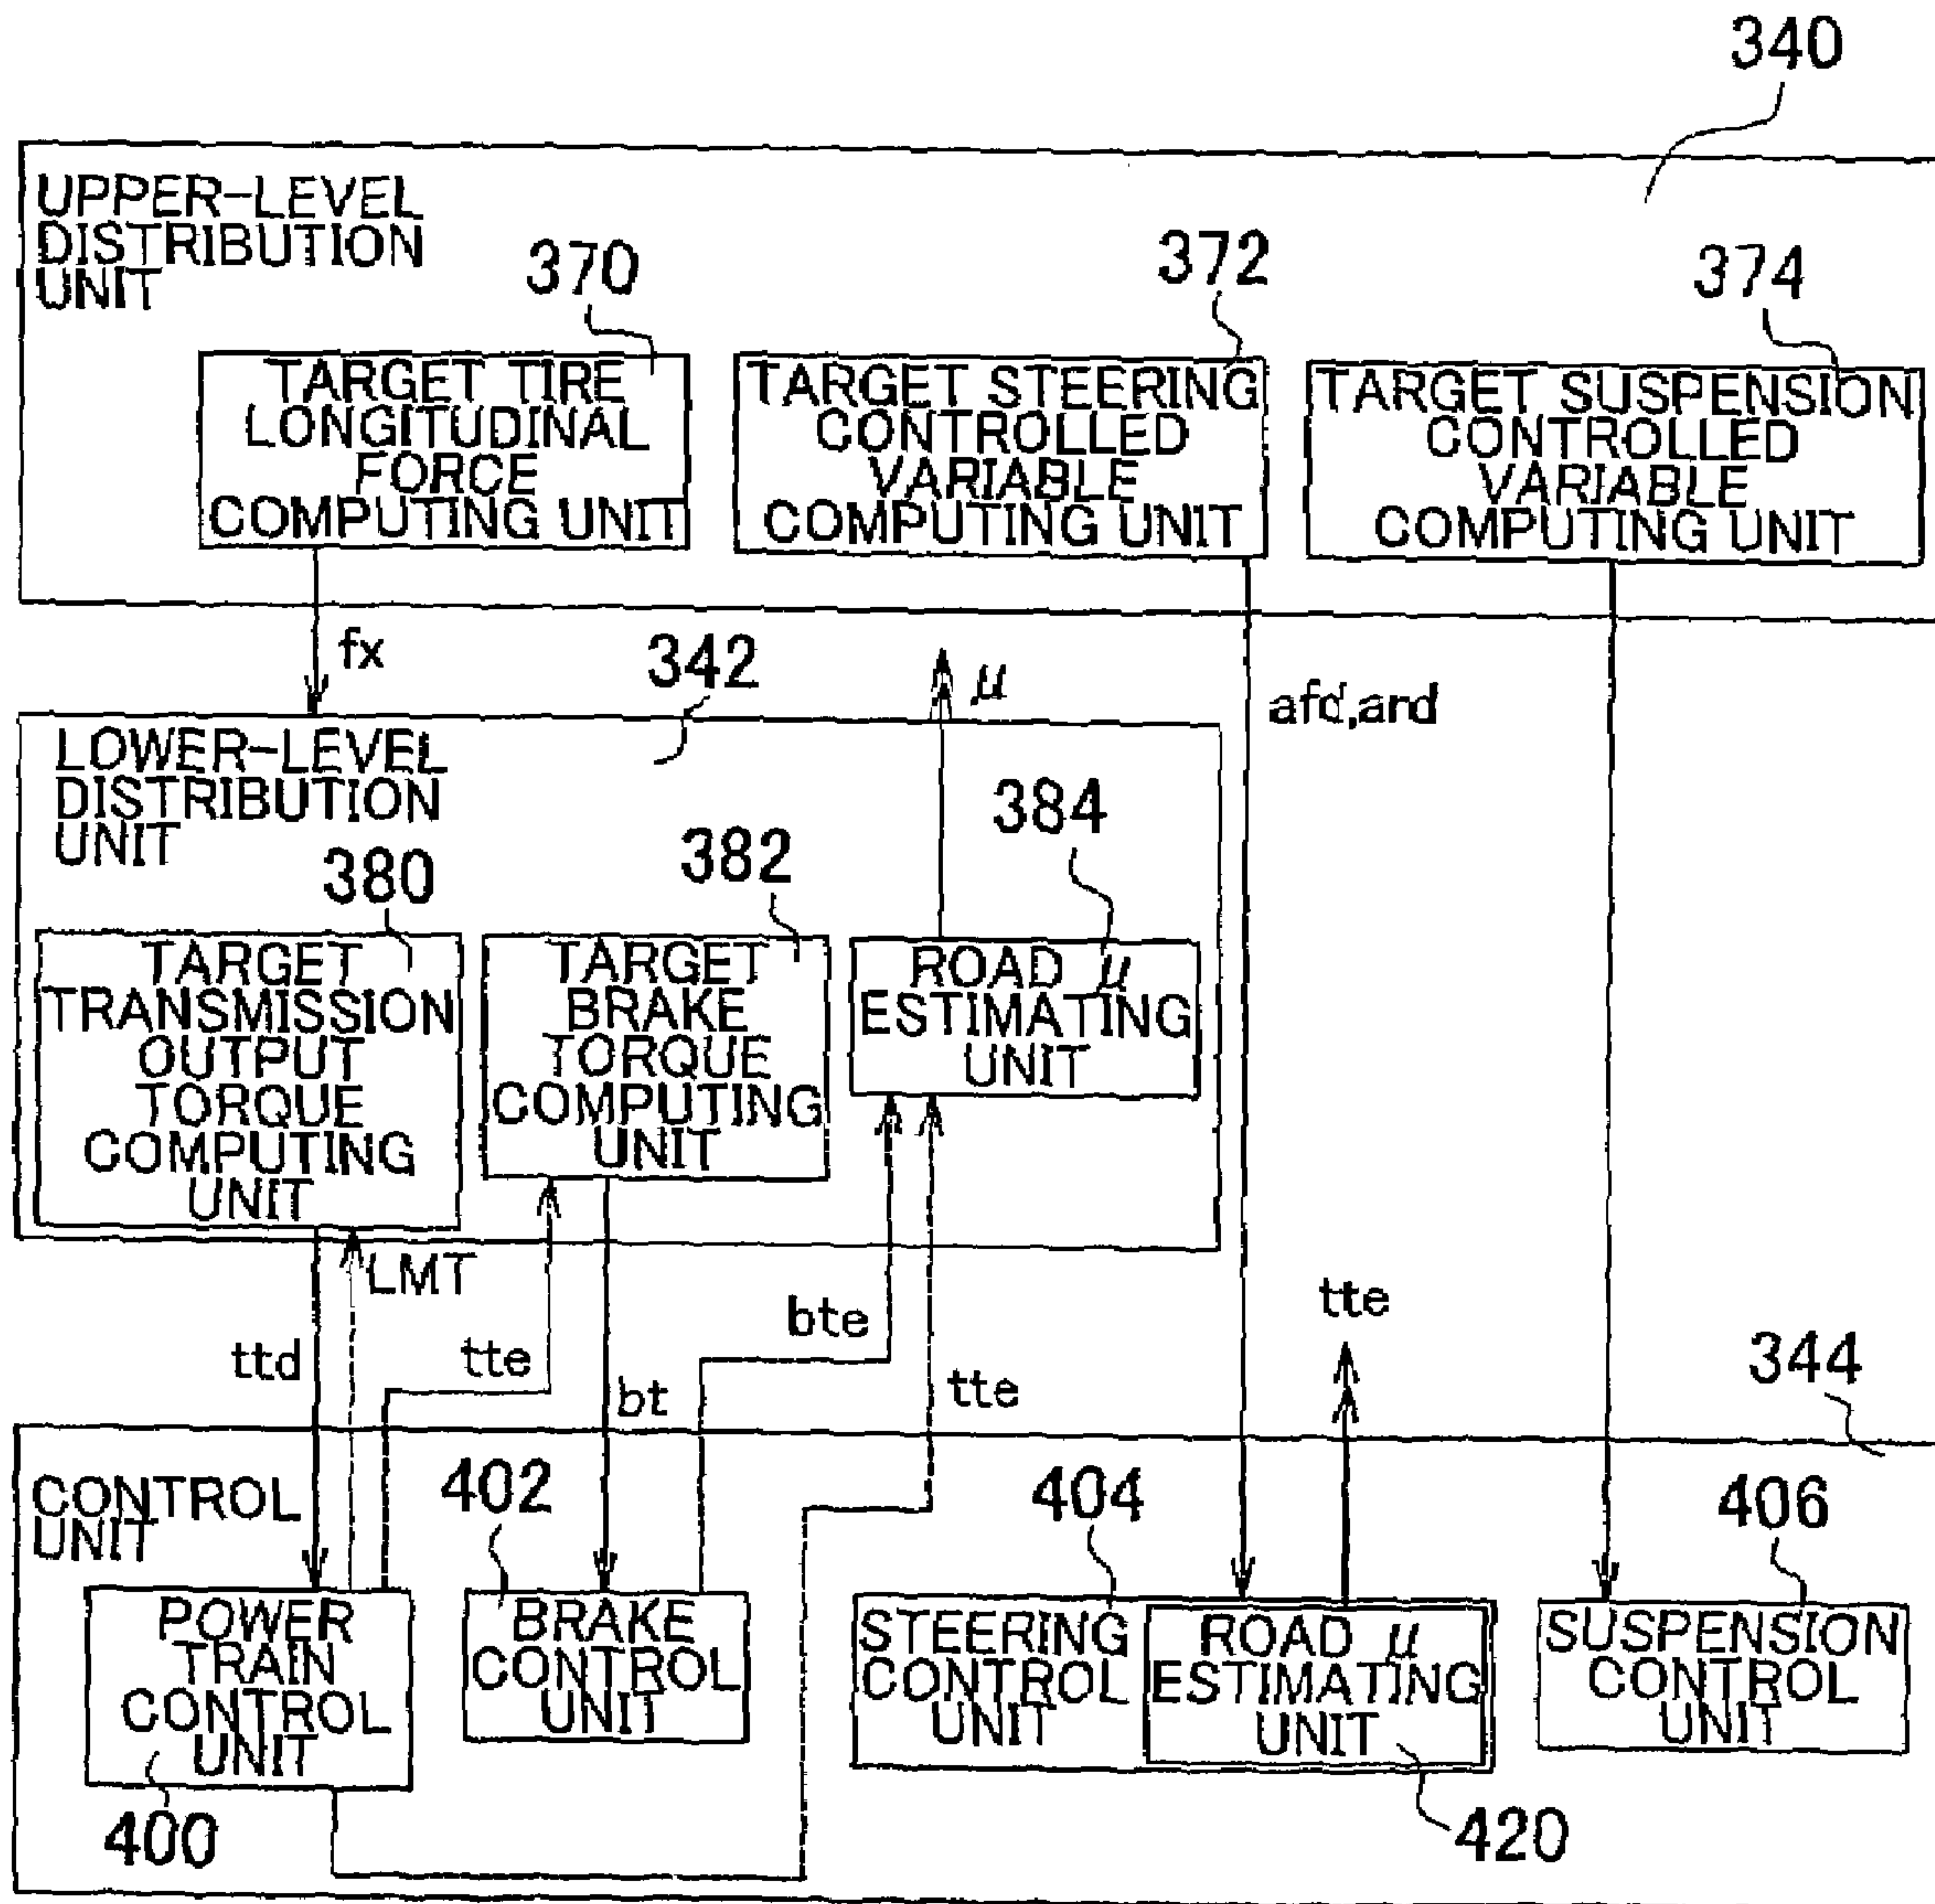 340
UPPER-LEVEL
DISTRIBUTION
UNIT
370
372
374
TARGET TIRE
LONGITUDINAL
FORCE
COMPUTING UNIT
TARGET STEERING
CONTROLLED
VARIABLE
COMPUTING UNIT
TARGET SUSPENSION
CONTROLLED
VARIABLE
COMPUTING UNIT
fx
342
μ
afd,ard
LOWER-LEVEL
DISTRIBUTION
UNIT
380
382
384
TARGET
TRANSMISSION
OUTPUT
TORQUE
COMPUTING
UNIT
TARGET
BRAKE
TORQUE
COMPUTING
UNIT
ROAD μ
ESTIMATING
UNIT
LMT
ttd
tte
bt
bte
tte
tte
344
CONTROL
UNIT
402
404
406
POWER
TRAIN
CONTROL
UNIT
BRAKE
CONTROL
UNIT
STEERING
CONTROL
UNIT
ROAD μ
ESTIMATING
UNIT
SUSPENSION
CONTROL
UNIT
400
420